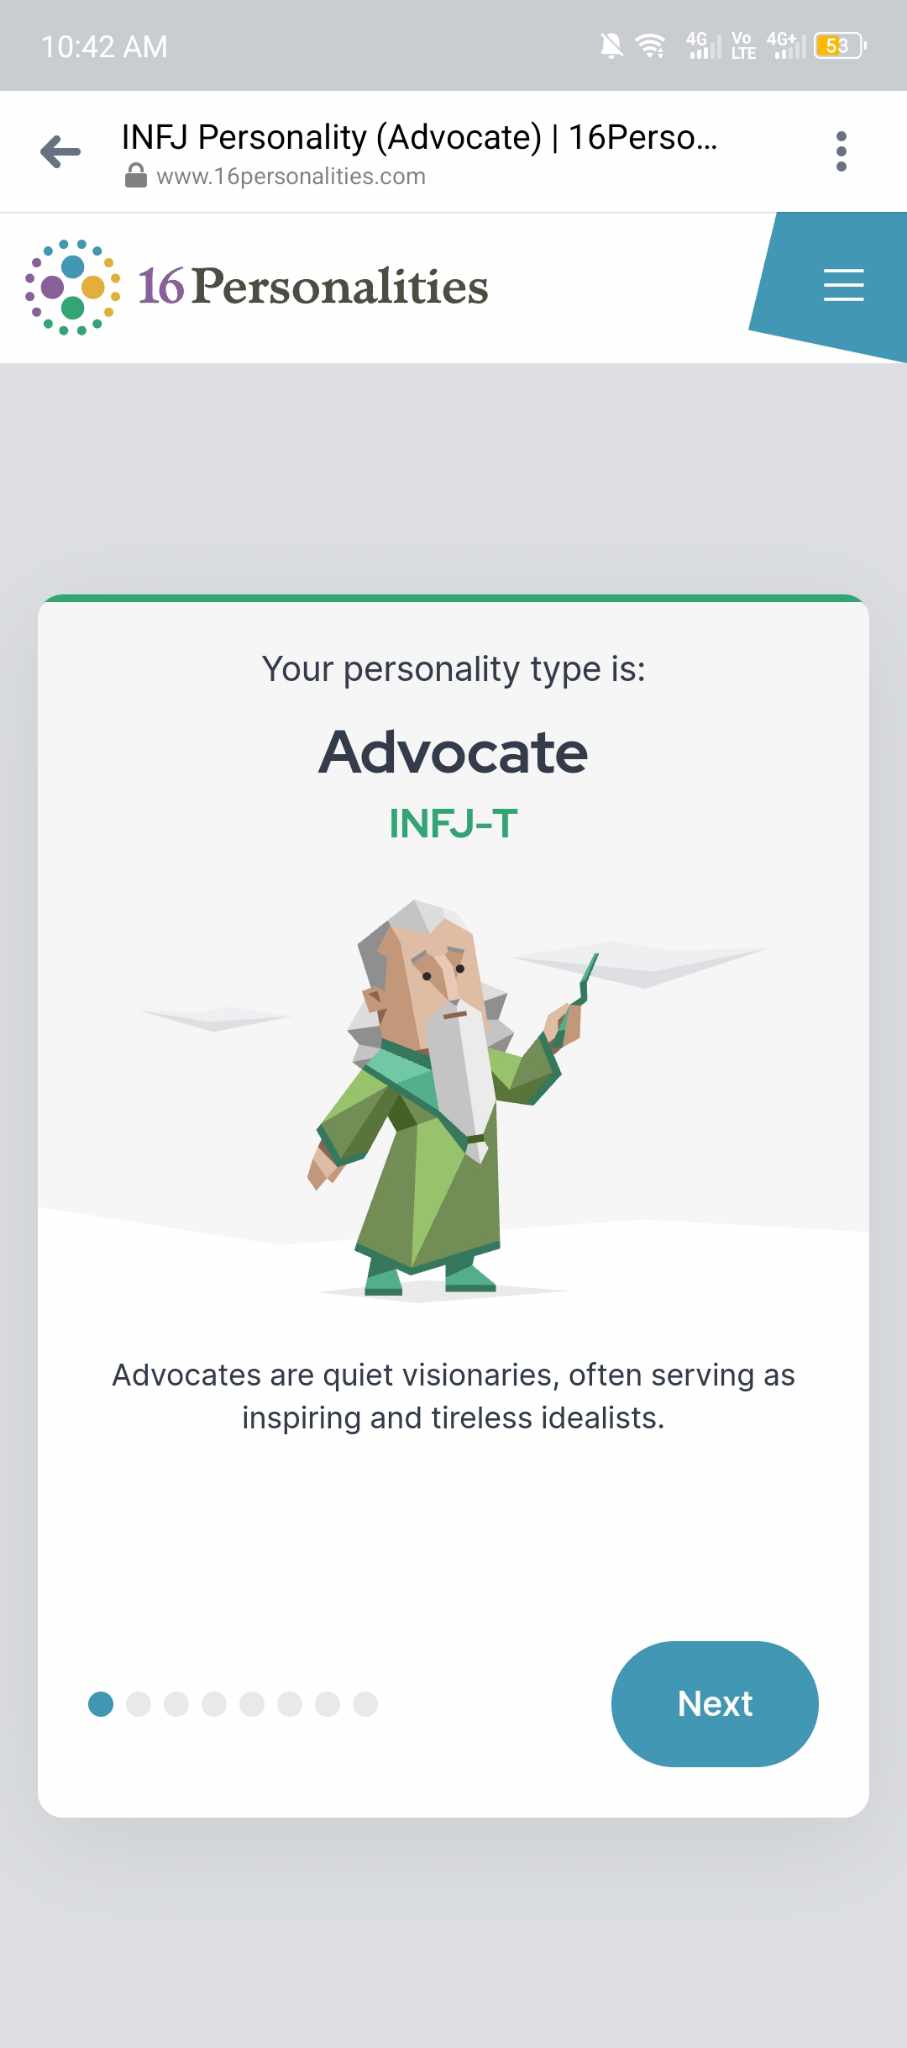 10:42 AM
4G
Vo
LTE
4G+
53
INFJ Personality (Advocate) | 16Perso...
www.16personalities.com
16Personalities
Your personality type is:
Advocate
INFJ-T
Advocates are quiet visionaries, often serving as
inspiring and tireless idealists.
Next